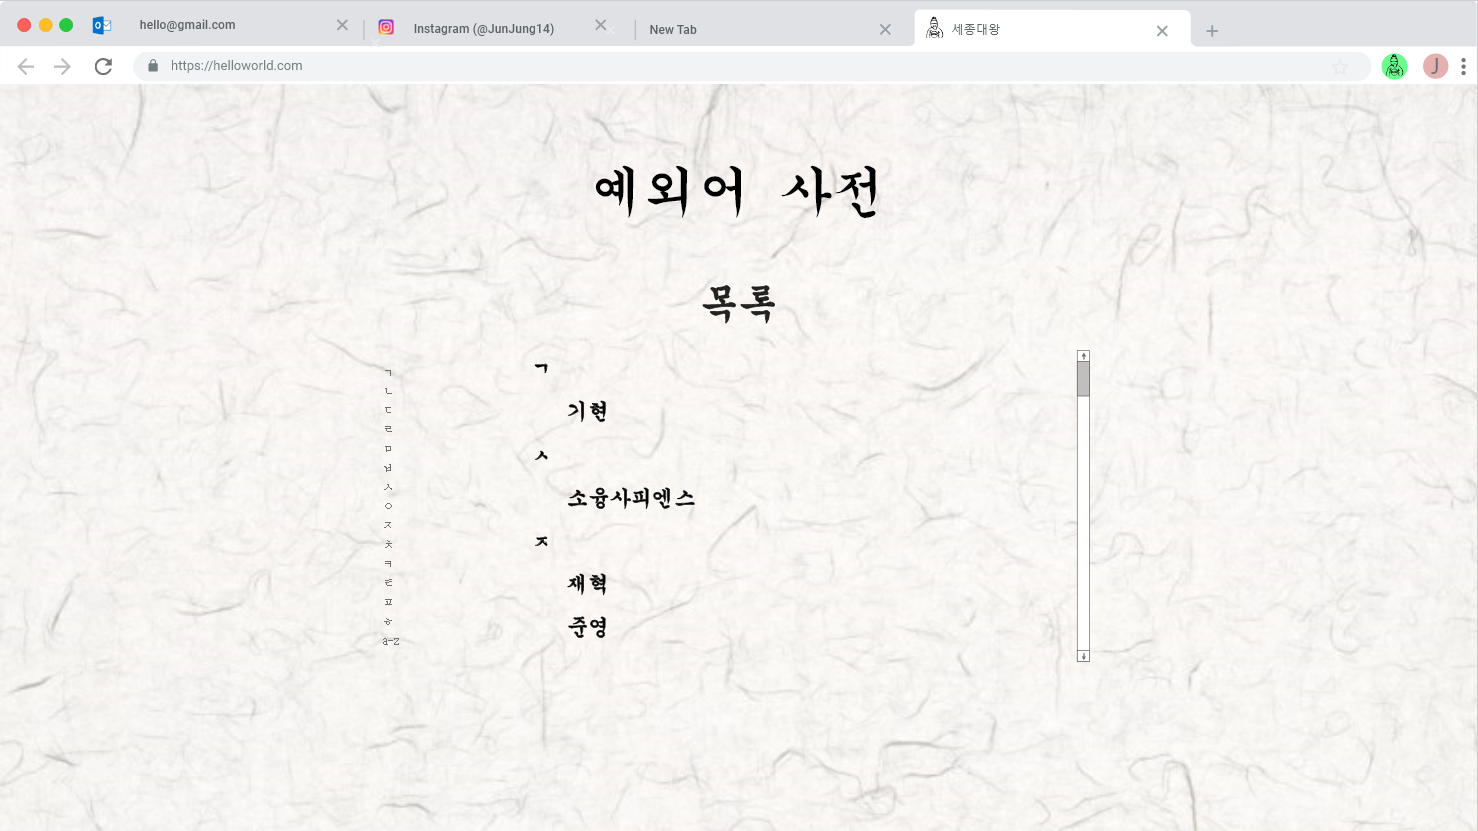 hello@gmail.com
Instagram (@JunJung14)
New Tab
세종대왕
https://helloworld.com
J
예외어 사전
목록
ㄱ
ㄴ
ㄷ
ㄹ
ㅁ
ㅂ
ㅅ
ㅇ
ㅈ
ㅊ
ㅋ
ㅌ
ㅍ
ㅎ
a-z
ㄱ
기현
ㅅ
소융사피엔스
ㅈ
재혁
준영